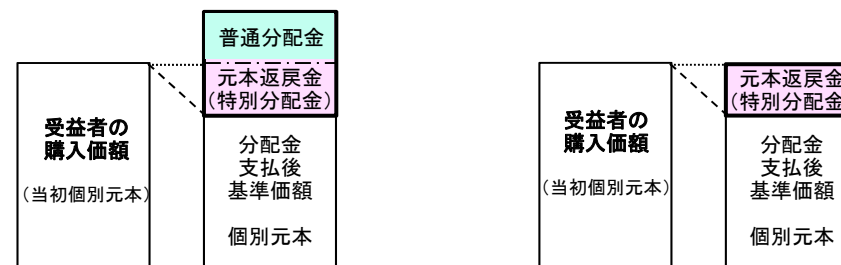 普通分配金
元本返戻金
(特別分配金)
受益者の
購入価額
(当初個別元本)
分配金
支払後
基準価額
個別元本
元本返戻金
(特別分配金
受益者の
購入価額
(当初個別元本)
分配金
支払後
基準価額
個別元本